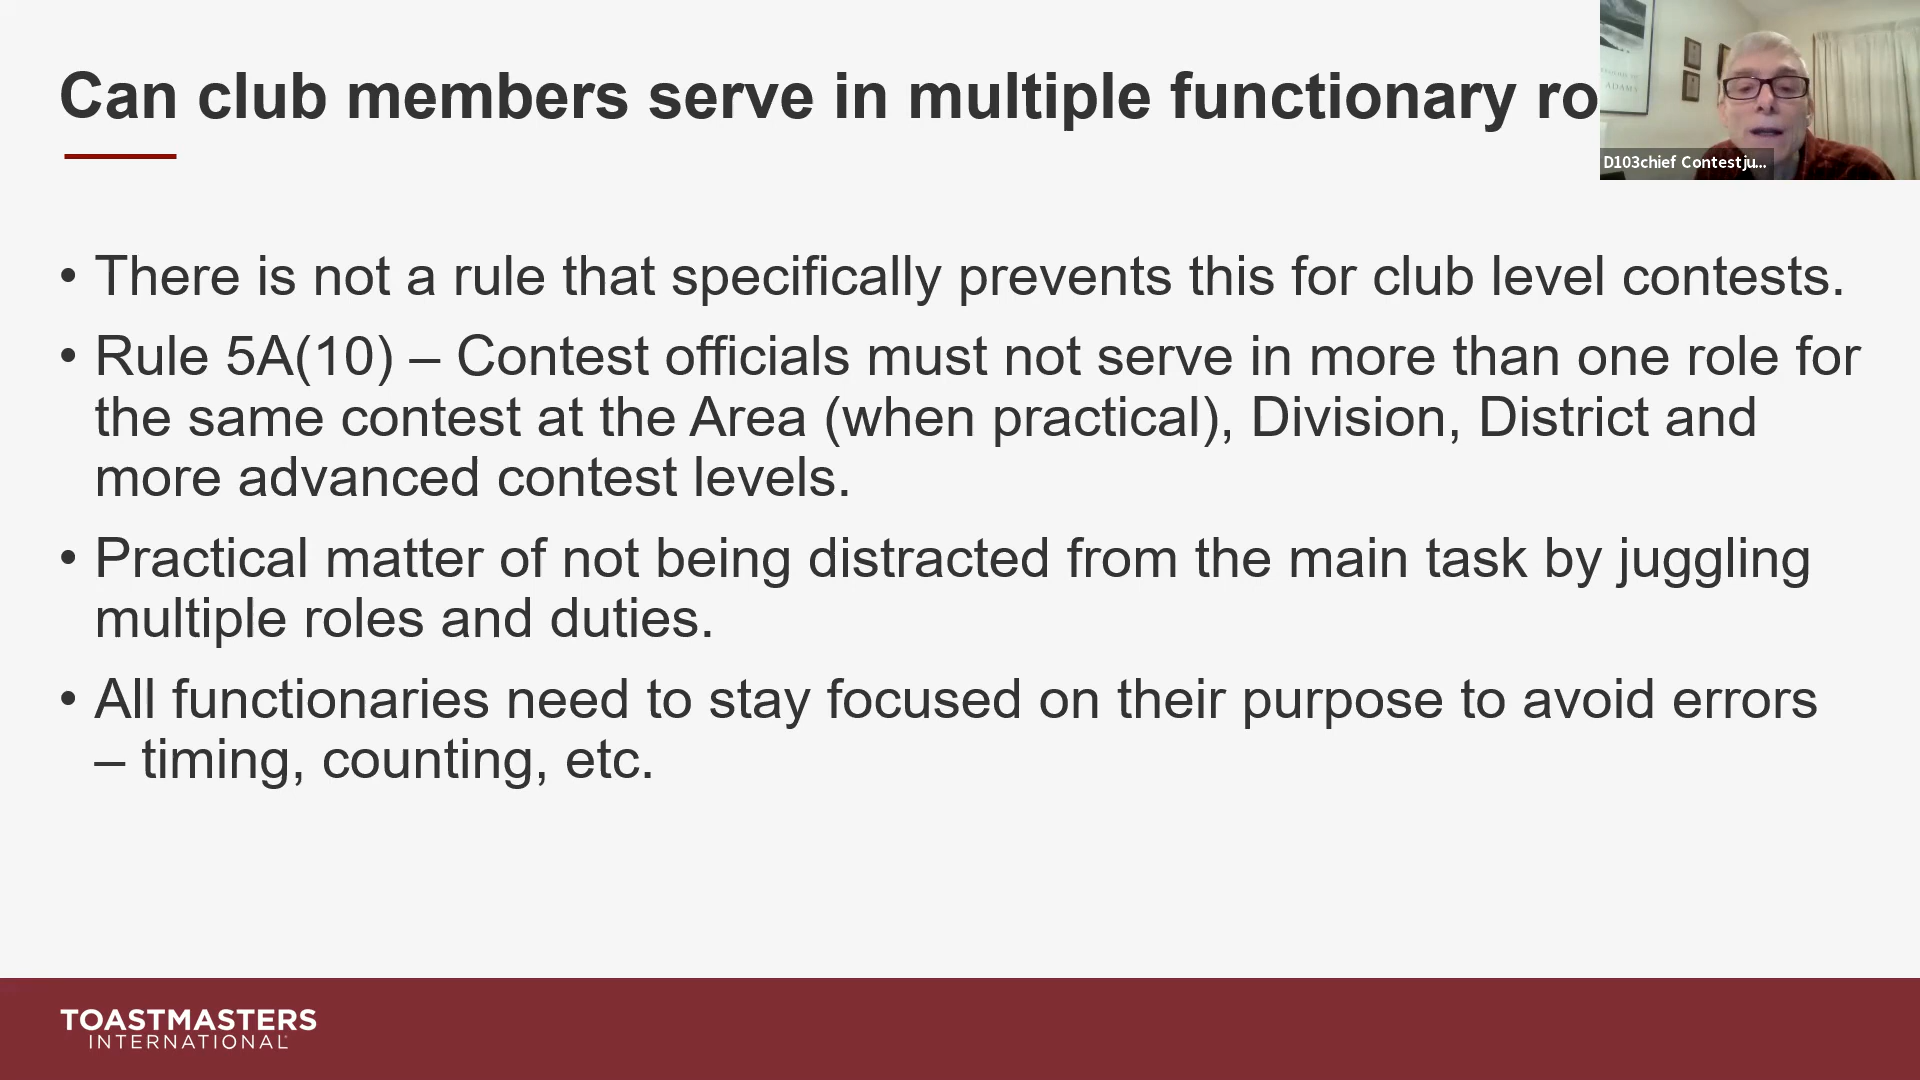 Can club members serve in multiple functionary ro
D103chief Contestju...
ADAMS
• There is not a rule that specifically prevents this for club level contests.
• Rule 5A(10) – Contest officials must not serve in more than one role for
the same contest at the Area (when practical), Division, District and
more advanced contest levels.
• Practical matter of not being distracted from the main task by juggling
multiple roles and duties.
• All functionaries need to stay focused on their purpose to avoid errors
– timing, counting, etc.
TOASTMASTERS
INTERNATIONAL